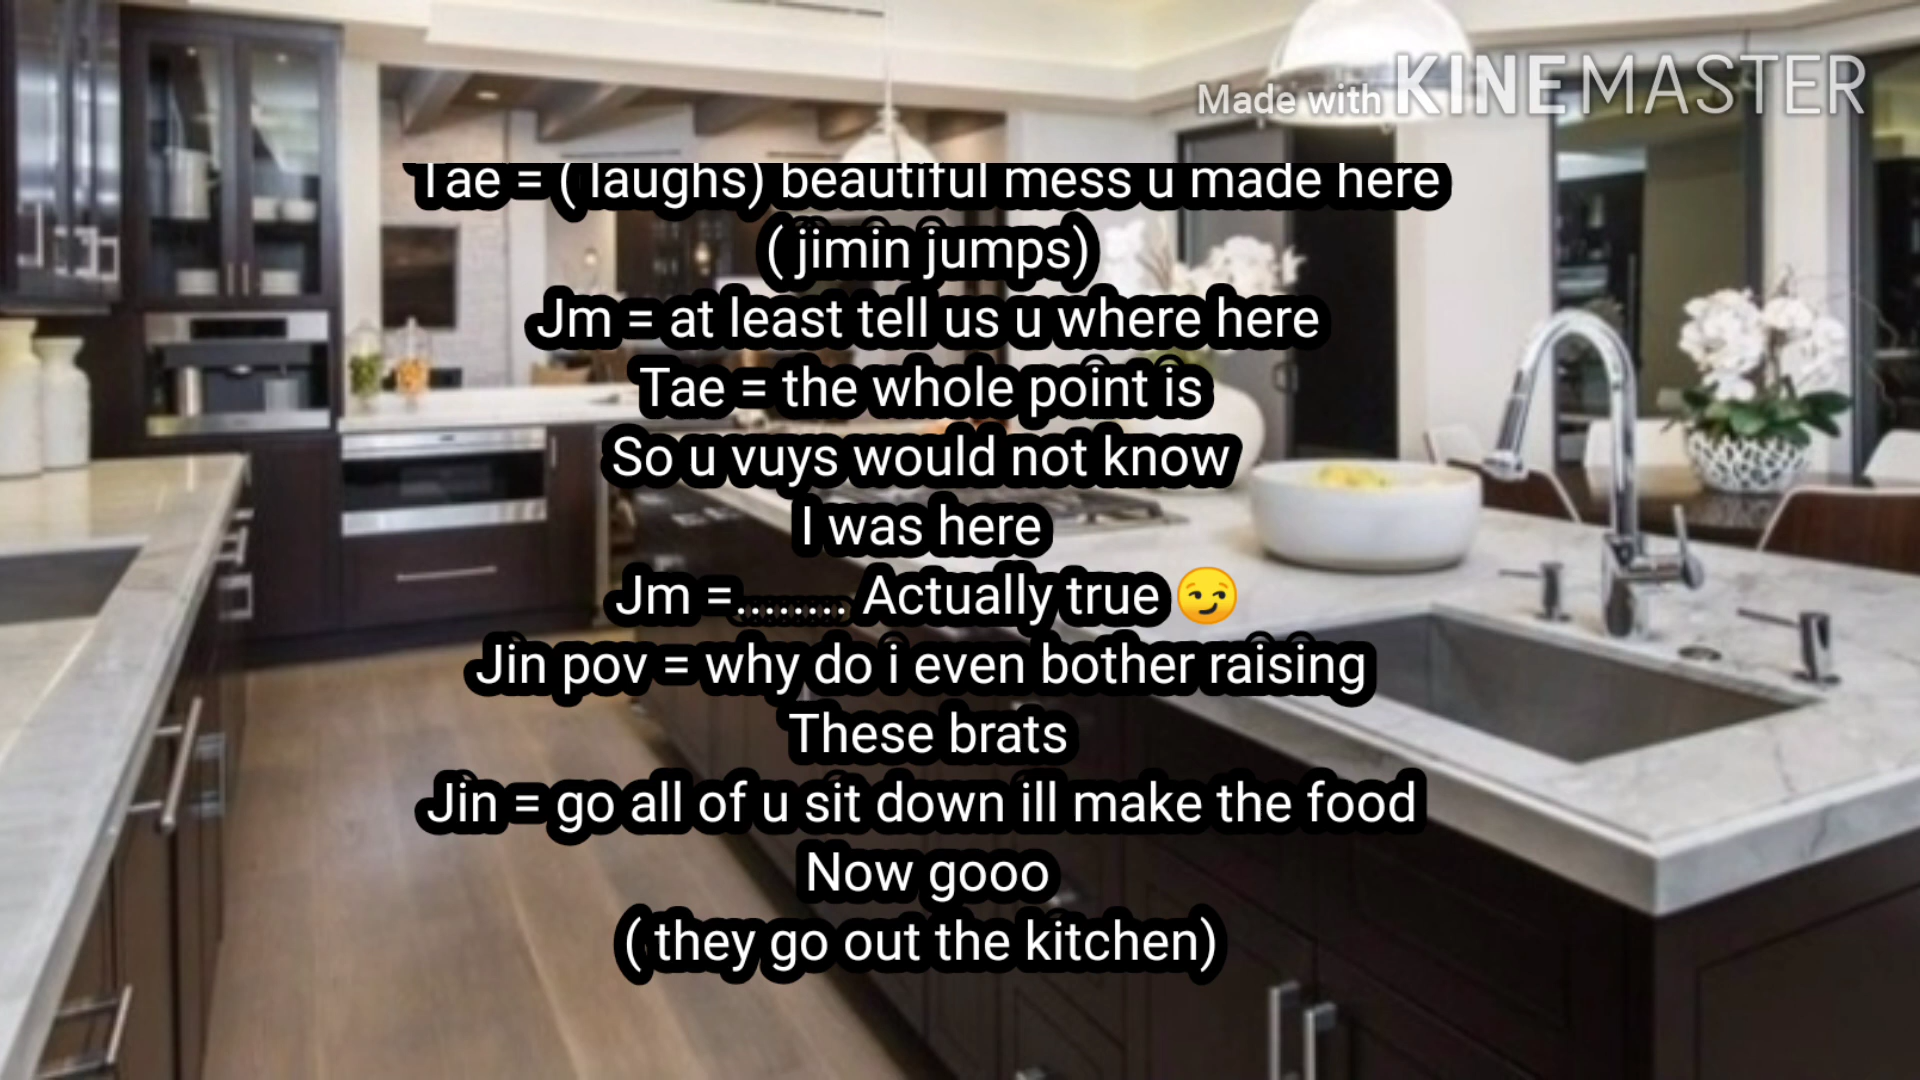 Made with KINEMASTER
Tae = ( laughs) beautiful mess u made here
( jimin jumps)
Jm = at least tell us u where here
Tae = the whole point is
So u vuys would not know
I was here
Jm =......... Actually true 😏
Jin pov = why do i even bother raising
These brats
Jin = go all of u sit down ill make the food
Now gooo
( they go out the kitchen)